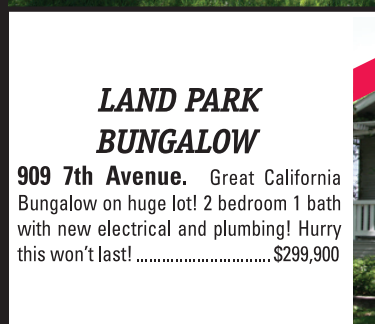 LAND PARK
BUNGALOW
909 7th Avenue. Great California
Bungalow on huge lot! 2 bedroom 1 bath
with new electrical and plumbing! Hurry
this won't last! ............................... $299,900